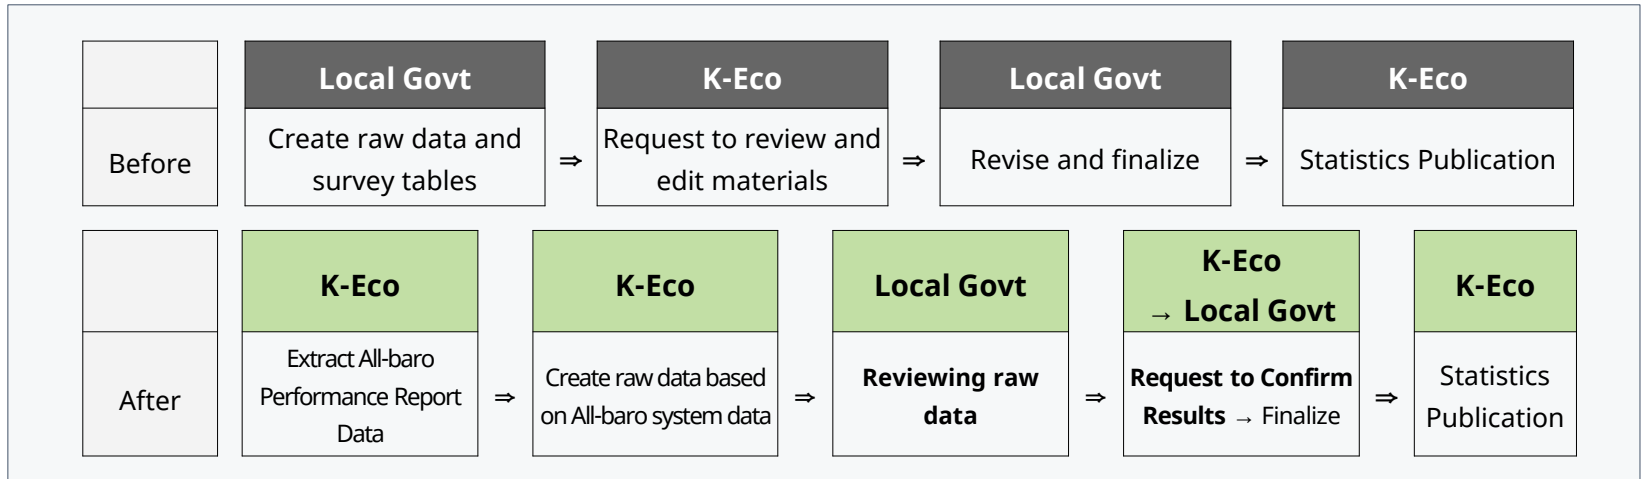 Local Govt
K-Eco
Local Govt
K-Eco
Before
Create raw data and
survey tables
⇒
Request to review and
edit materials
⇒
Revise and finalize
⇒
Statistics Publication
K-Eco
K-Eco
Local Govt
K-Eco
→ Local Govt
K-Eco
After
Extract All-baro
Performance Report
Data
⇒
Create raw data based
on All-baro system data
⇒
Reviewing raw
data
⇒
Request to Confirm
Results → Finalize
⇒
Statistics
Publication